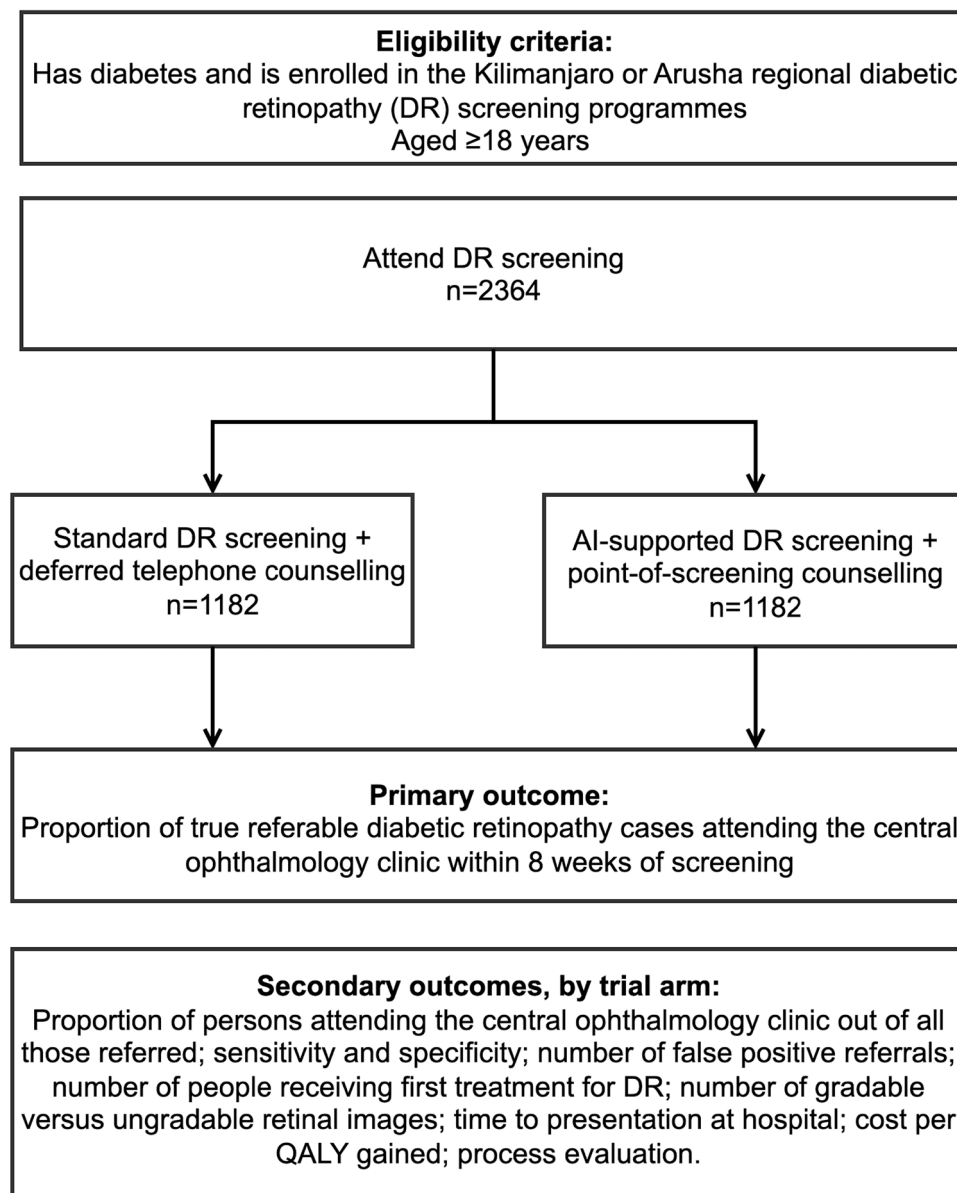 Eligibility criteria:
Has diabetes and is enrolled in the Kilimanjaro or Arusha regional diabetic
retinopathy (DR) screening programmes
Aged ≥18 years
Attend DR screening
n=2364
Standard DR screening +
deferred telephone counselling
n=1182
AI-supported DR screening +
point-of-screening counselling
n=1182
Primary outcome:
Proportion of true referable diabetic retinopathy cases attending the central
ophthalmology clinic within 8 weeks of screening
Secondary outcomes, by trial arm:
Proportion of persons attending the central ophthalmology clinic out of all
those referred; sensitivity and specificity; number of false positive referrals;
number of people receiving first treatment for DR; number of gradable
versus ungradable retinal images; time to presentation at hospital; cost per
QALY gained; process evaluation.